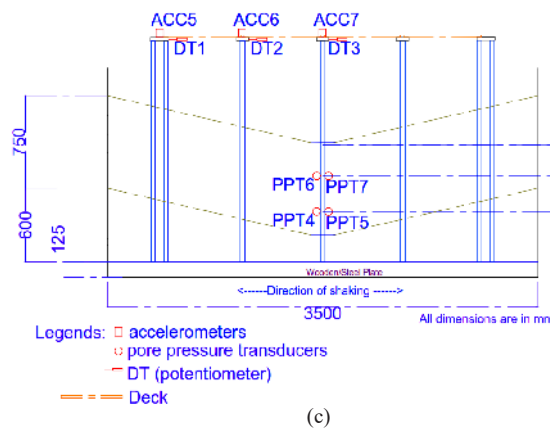 ACC5 ACC6 ACC7
DT1 DT2 DT3
750
PPT6 PPT7
PPT4 PPT5
600
125
Wooden/Steel Plate
<------Direction of shaking ------>
3500
All dimensions are in mm
Legends: accelerometers
pore pressure transducers
DT (potentiometer)
Deck
(c)